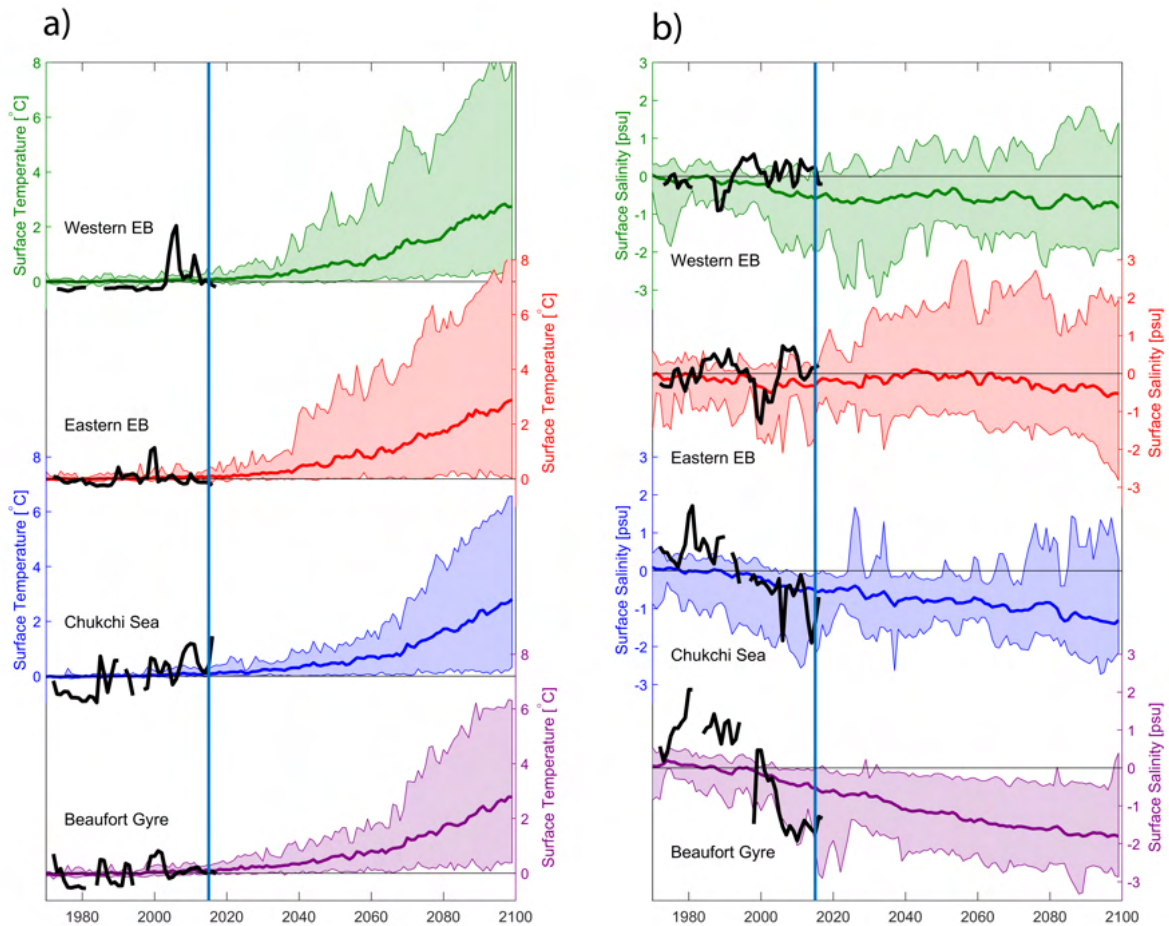 a)
8
6
4
2
0
Surface Temperature [°C]
Western EB
8
6
4
2
0
Surface Temperature [°C]
Eastern EB
8
6
4
2
0
Surface Temperature [°C]
Chukchi Sea
8
6
4
2
0
Surface Temperature [°C]
Beaufort Gyre
1980 2000 2020 2040 2060 2080 2100
b)
3
2
1
0
-1
-2
-3
Surface Salinity [psu]
Western EB
3
2
1
0
-1
-2
-3
Surface Salinity [psu]
Eastern EB
3
2
1
0
-1
-2
-3
Surface Salinity [psu]
Chukchi Sea
3
2
1
0
-1
-2
-3
Surface Salinity [psu]
Beaufort Gyre
1980 2000 2020 2040 2060 2080 2100